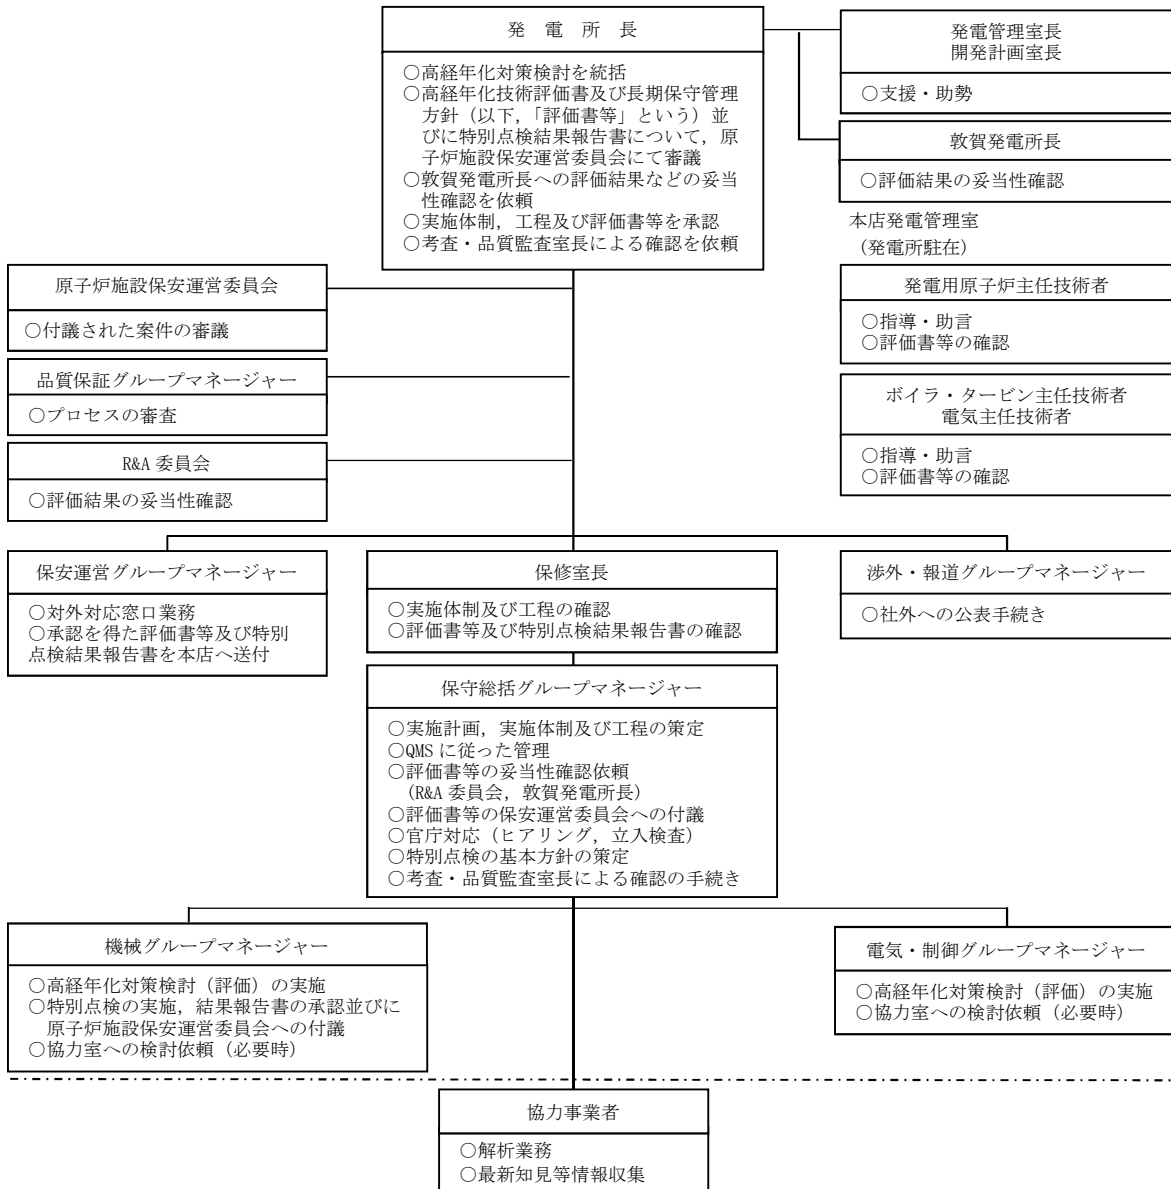 発電所長
○高経年化対策検討を統括
○高経年化技術評価書及び長期保守管理
方針（以下，「評価書等」という）並
びに特別点検結果報告書について，原
子炉施設保安運営委員会にて審議
○敦賀発電所長への評価結果などの妥当
性確認を依頼
○実施体制，工程及び評価書等を承認
○考査・品質監査室長による確認を依頼
発電管理室長
開発計画室長
○支援・助勢
敦賀発電所長
○評価結果の妥当性確認
本店発電管理室
（発電所駐在）
発電用原子炉主任技術者
○指導・助言
○評価書等の確認
ボイラ・タービン主任技術者
電気主任技術者
○指導・助言
○評価書等の確認
原子炉施設保安運営委員会
○付議された案件の審議
品質保証グループマネージャー
○プロセスの審査
R&A 委員会
○評価結果の妥当性確認
保安運営グループマネージャー
○対外対応窓口業務
○承認を得た評価書等及び特別
点検結果報告書を本店へ送付
保修室長
○実施体制及び工程の確認
○評価書等及び特別点検結果報告書の確認
渉外・報道グループマネージャー
○社外への公表手続き
保守総括グループマネージャー
○実施計画，実施体制及び工程の策定
○QMS に従った管理
○評価書等の妥当性確認依頼
（R&A 委員会，敦賀発電所長）
○評価書等の保安運営委員会への付議
○官庁対応（ヒアリング，立入検査）
○特別点検の基本方針の策定
○考査・品質監査室長による確認の手続き
機械グループマネージャー
○高経年化対策検討（評価）の実施
○特別点検の実施，結果報告書の承認並びに
原子炉施設保安運営委員会への付議
○協力室への検討依頼（必要時）
電気・制御グループマネージャー
○高経年化対策検討（評価）の実施
○協力室への検討依頼（必要時）
協力事業者
○解析業務
○最新知見等情報収集